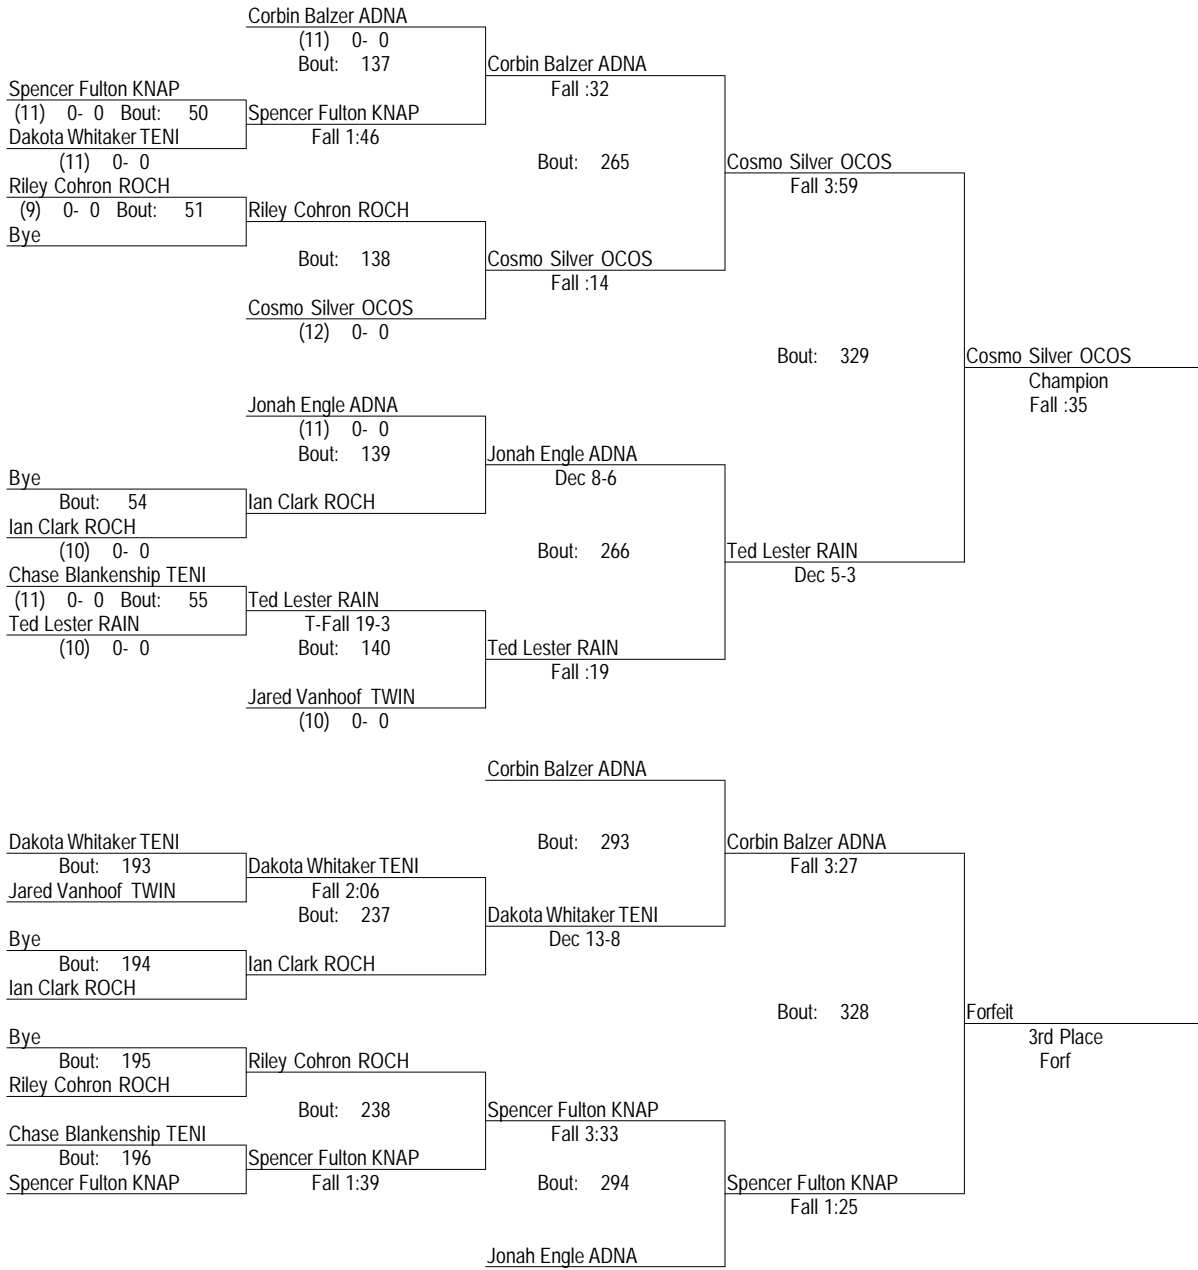 Corbin Balzer ADNA
(11) 0- 0
Bout: 137
Corbin Balzer ADNA
Fall :32
Spencer Fulton KNAP
(11) 0- 0 Bout: 50
Spencer Fulton KNAP
Fall 1:46
Dakota Whitaker TENI
(11) 0- 0
Bout: 265
Cosmo Silver OCOS
Fall 3:59
Riley Cohron ROCH
(9) 0- 0 Bout: 51
Riley Cohron ROCH
Bye
Bout: 138
Cosmo Silver OCOS
Fall :14
Cosmo Silver OCOS
(12) 0- 0
Bout: 329
Cosmo Silver OCOS
Champion
Fall :35
Jonah Engle ADNA
(11) 0- 0
Bout: 139
Jonah Engle ADNA
Dec 8-6
Bye
Bout: 54
Ian Clark ROCH
Ian Clark ROCH
(10) 0- 0
Bout: 266
Ted Lester RAIN
Dec 5-3
Chase Blankenship TENI
(11) 0- 0 Bout: 55
Ted Lester RAIN
T-Fall 19-3
Ted Lester RAIN
(10) 0- 0
Bout: 140
Ted Lester RAIN
Fall :19
Jared Vanhoof TWIN
(10) 0- 0
Corbin Balzer ADNA
Bout: 293
Corbin Balzer ADNA
Fall 3:27
Dakota Whitaker TENI
Bout: 193
Dakota Whitaker TENI
Fall 2:06
Jared Vanhoof TWIN
Bout: 237
Dakota Whitaker TENI
Dec 13-8
Bye
Bout: 194
Ian Clark ROCH
Ian Clark ROCH
Bout: 328
Forfeit
3rd Place
Forf
Bye
Bout: 195
Riley Cohron ROCH
Riley Cohron ROCH
Bout: 238
Spencer Fulton KNAP
Fall 3:33
Chase Blankenship TENI
Bout: 196
Spencer Fulton KNAP
Fall 1:39
Spencer Fulton KNAP
Bout: 294
Spencer Fulton KNAP
Fall 1:25
Jonah Engle ADNA